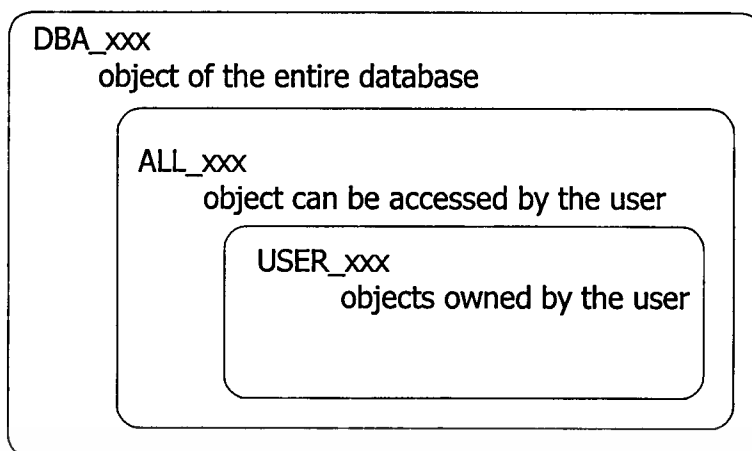 DBA_xxx
object of the entire database
ALL_xxx
object can be accessed by the user
USER_xxx
objects owned by the user